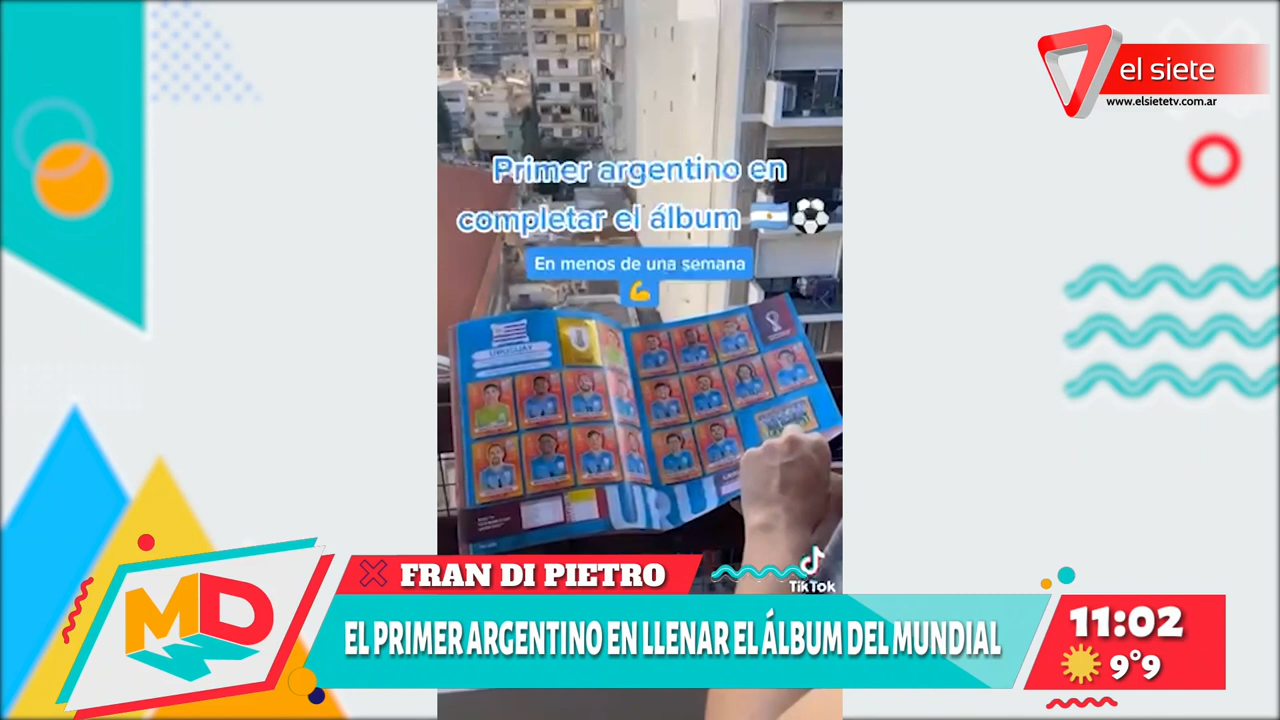 el siete
www.elsietetv.com.ar
Primer argentino en
completar el álbum
En menos de una semana
URUGUAY
URU
TikTok
FRAN DI PIETRO
MD
EL PRIMER ARGENTINO EN LLENAR EL ÁLBUM DEL MUNDIAL
11:02
9°9